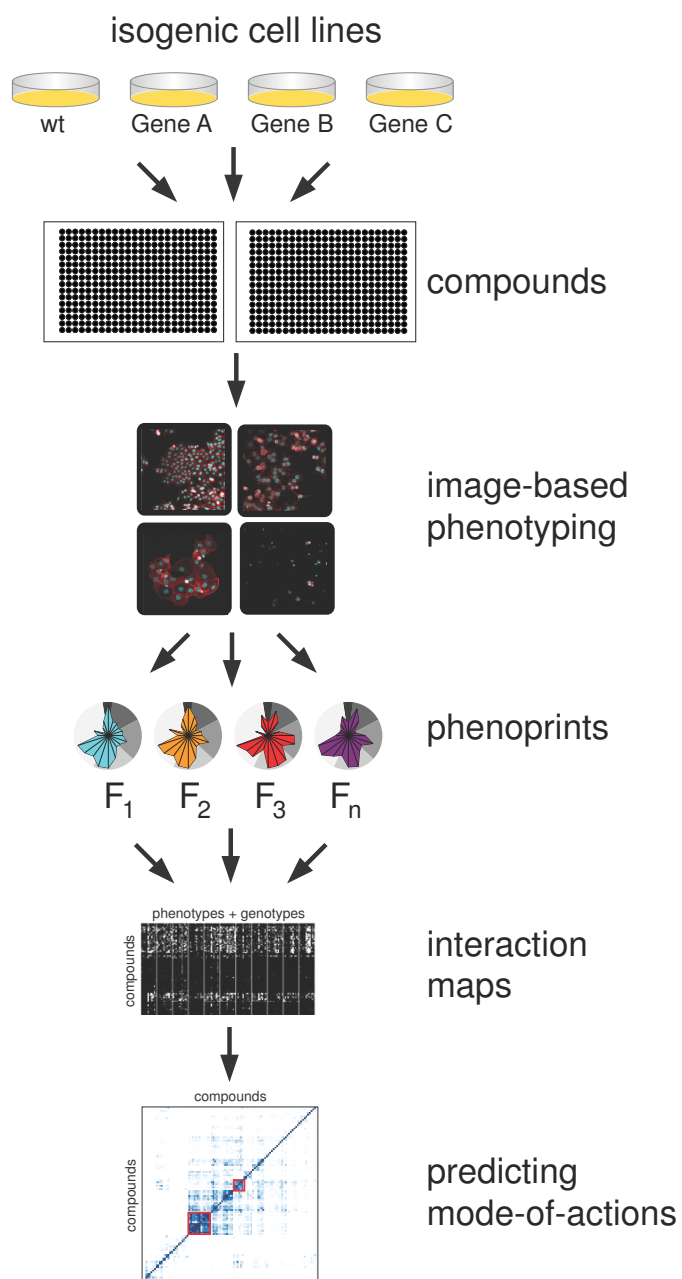 isogenic cell lines
wt
Gene A
Gene B
Gene C
compounds
image-based
phenotyping
phenoprints
F1
F2
F3
Fn
phenotypes + genotypes
compounds
interaction
maps
compounds
compounds
predicting
mode-of-actions